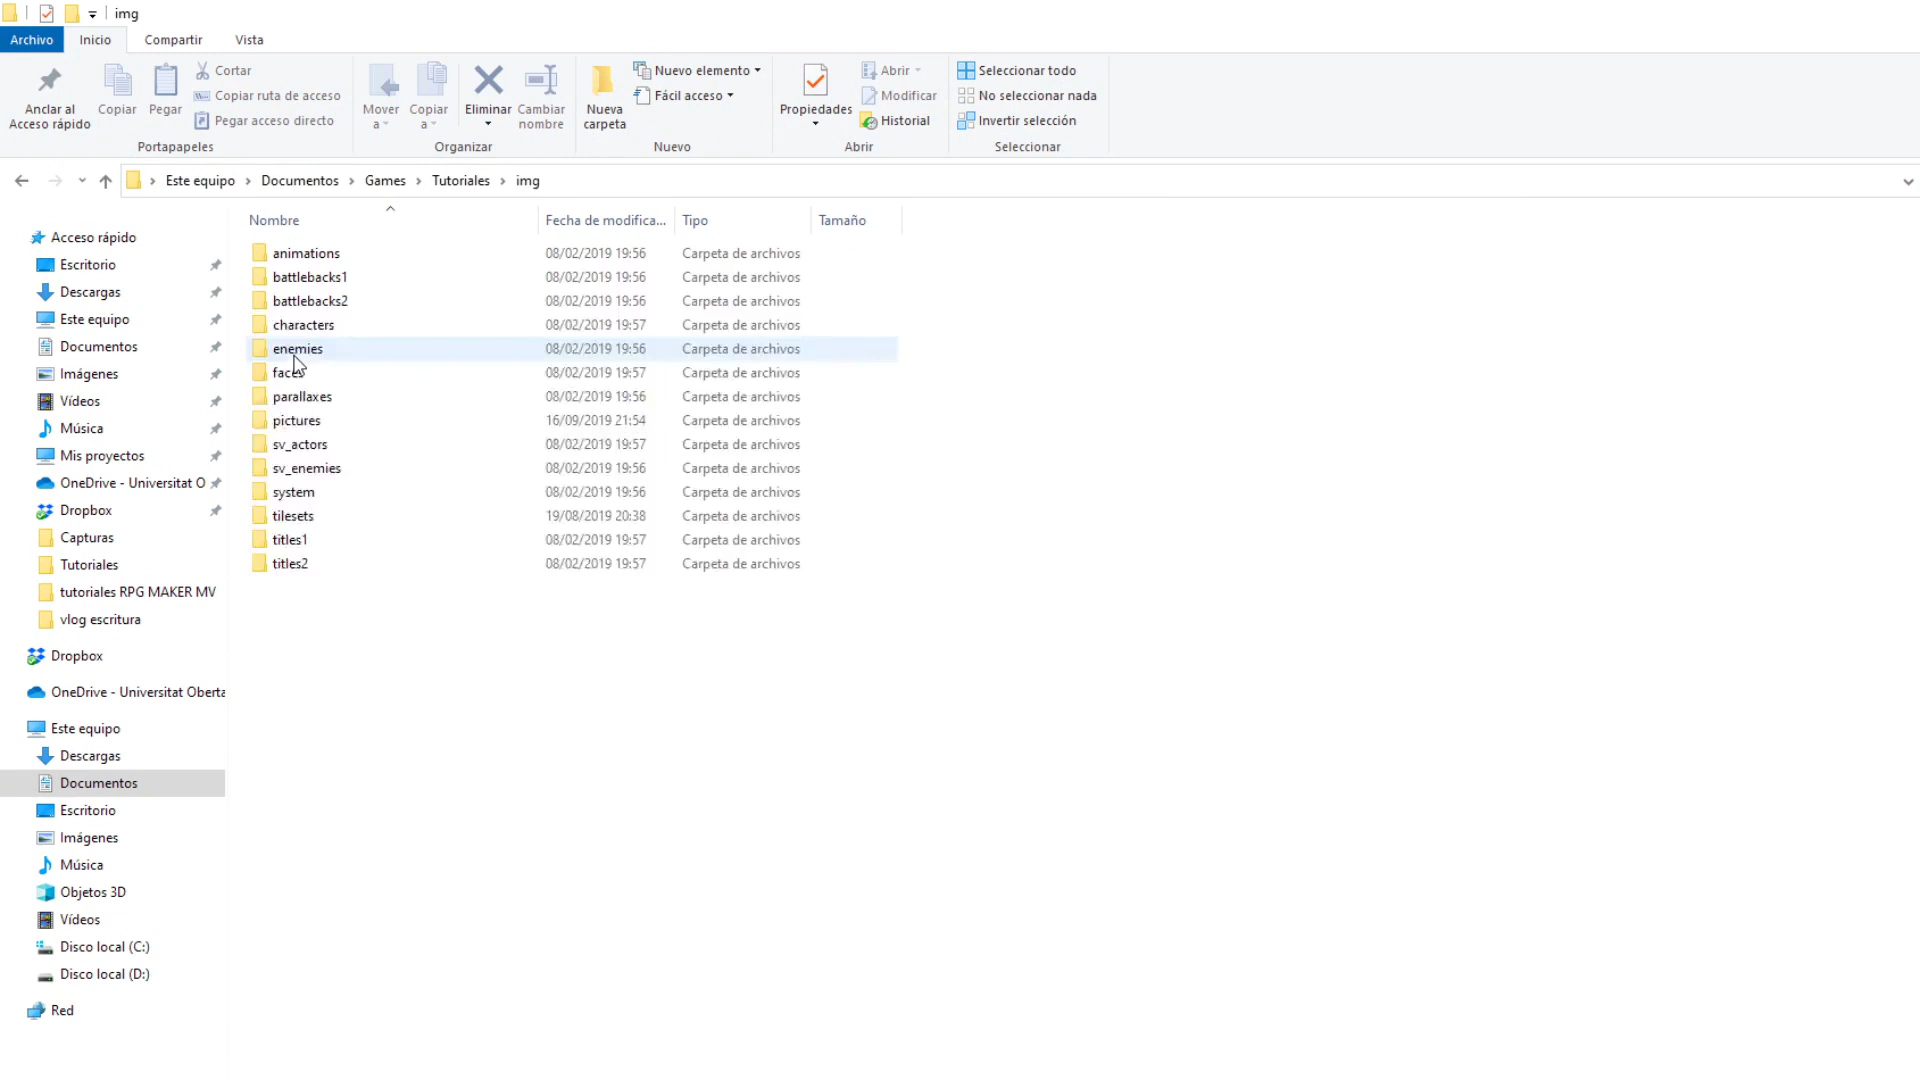 img
Archivo Inicio Compartir Vista
Anclar al Acceso rápido
Copiar
Pegar
Cortar
Copiar ruta de acceso
Pegar acceso directo
Portapapeles
Mover a
Copiar a
Eliminar
Cambiar nombre
Organizar
Nueva carpeta
Nuevo elemento
Fácil acceso
Nuevo
Propiedades
Abrir
Modificar
Historial
Abrir
Seleccionar todo
No seleccionar nada
Invertir selección
Seleccionar
Este equipo > Documentos > Games > Tutoriales > img
Acceso rápido
Escritorio
Descargas
Este equipo
Documentos
Imágenes
Vídeos
Música
Mis proyectos
OneDrive - Universitat O
Dropbox
Capturas
Tutoriales
tutoriales RPG MAKER MV
vlog escritura
Dropbox
OneDrive - Universitat Oberta
Este equipo
Descargas
Documentos
Escritorio
Imágenes
Música
Objetos 3D
Vídeos
Disco local (C:)
Disco local (D:)
Red
Nombre Fecha de modifica... Tipo Tamaño
animations 08/02/2019 19:56 Carpeta de archivos
battlebacks1 08/02/2019 19:56 Carpeta de archivos
battlebacks2 08/02/2019 19:56 Carpeta de archivos
characters 08/02/2019 19:57 Carpeta de archivos
enemies 08/02/2019 19:56 Carpeta de archivos
faces 08/02/2019 19:57 Carpeta de archivos
parallaxes 08/02/2019 19:56 Carpeta de archivos
pictures 16/09/2019 21:54 Carpeta de archivos
sv_actors 08/02/2019 19:57 Carpeta de archivos
sv_enemies 08/02/2019 19:56 Carpeta de archivos
system 08/02/2019 19:56 Carpeta de archivos
tilesets 19/08/2019 20:38 Carpeta de archivos
titles1 08/02/2019 19:57 Carpeta de archivos
titles2 08/02/2019 19:57 Carpeta de archivos